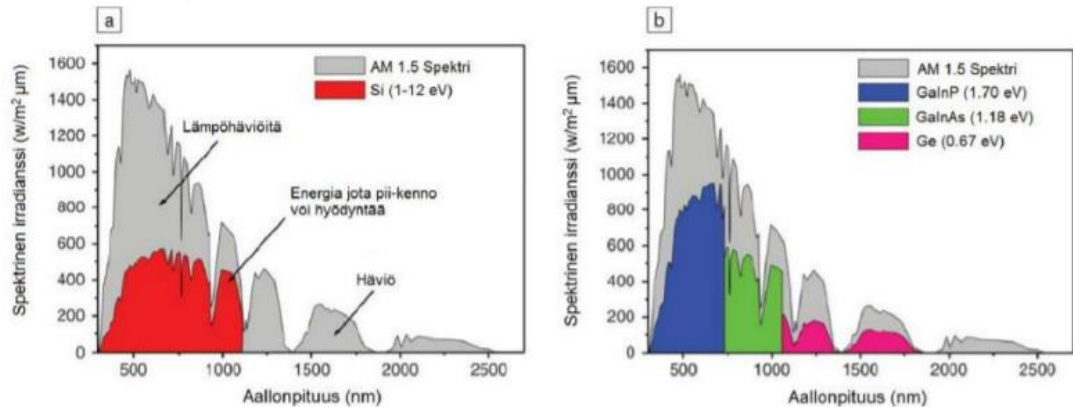 a
AM 1.5 Spektri
Si (1-12 eV)
Lämpöhäviöitä
Energia jota pii-kenno
voi hyödyntää
Häviö
Spektrinen irradianssi (w/m² µm)
1600
1400
1200
1000
800
600
400
200
0
500
1000
1500
2000
2500
Aallonpituus (nm)
b
AM 1.5 Spektri
GaInP (1.70 eV)
GaInAs (1.18 eV)
Ge (0.67 eV)
Spektrinen irradianssi (w/m² µm)
1600
1400
1200
1000
800
600
400
200
0
500
1000
1500
2000
2500
Aallonpituus (nm)